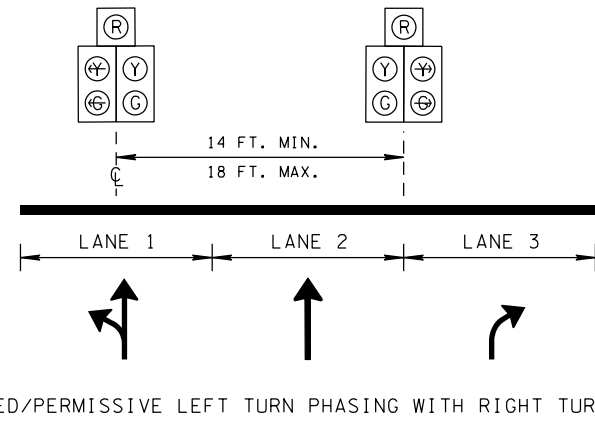 R R
Y Y Y Y
G G G G
14 FT. MIN.
18 FT. MAX.
℄
LANE 1 LANE 2 LANE 3
ED/PERMISSIVE LEFT TURN PHASING WITH RIGHT TUR